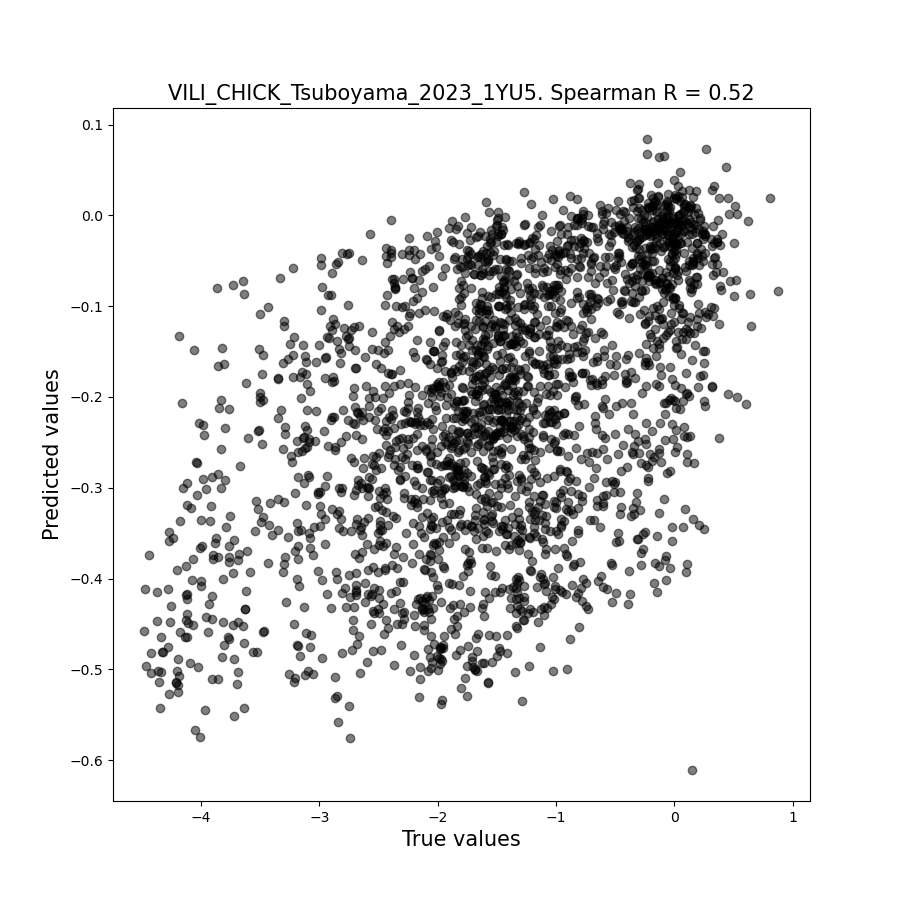 VILI_CHICK_Tsuboyama_2023_1YU5. Spearman R = 0.52
0.1
0.0
−0.1
−0.2
−0.3
−0.4
−0.5
−0.6
Predicted values
−4 −3 −2 −1 0 1
True values